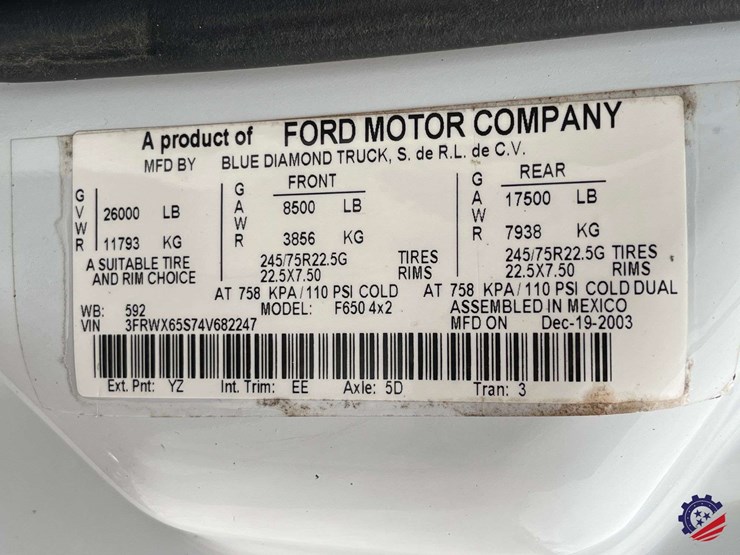 A product of FORD MOTOR COMPANY
MFD BY BLUE DIAMOND TRUCK, S. de R.L. de C.V.
GVWR 26000 LB
11793 KG
A SUITABLE TIRE
AND RIM CHOICE
GAWR FRONT
8500 LB
3856 KG
245/75R22.5G TIRES
22.5X7.50 RIMS
AT 758 KPA/110 PSI COLD
GAWR REAR
17500 LB
7938 KG
245/75R22.5G TIRES
22.5X7.50 RIMS
AT 758 KPA/110 PSI COLD DUAL
WB: 592 MODEL: F650 4x2 ASSEMBLED IN MEXICO
VIN 3FRWX65S74V682247 MFD ON Dec-19-2003
Ext. Pnt: YZ Int. Trim: EE Axle: 5D Tran: 3